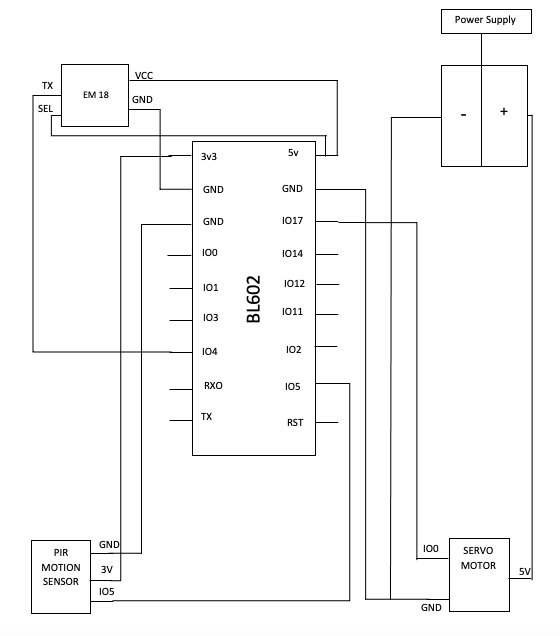 Power Supply
- +
EM 18
TX
SEL
VCC
GND
BL602
3v3
GND
GND
IO0
IO1
IO3
IO4
RXO
TX
5v
GND
IO17
IO14
IO12
IO11
IO2
IO5
RST
PIR
MOTION
SENSOR
GND
3V
IO5
SERVO
MOTOR
IO0
GND
5V